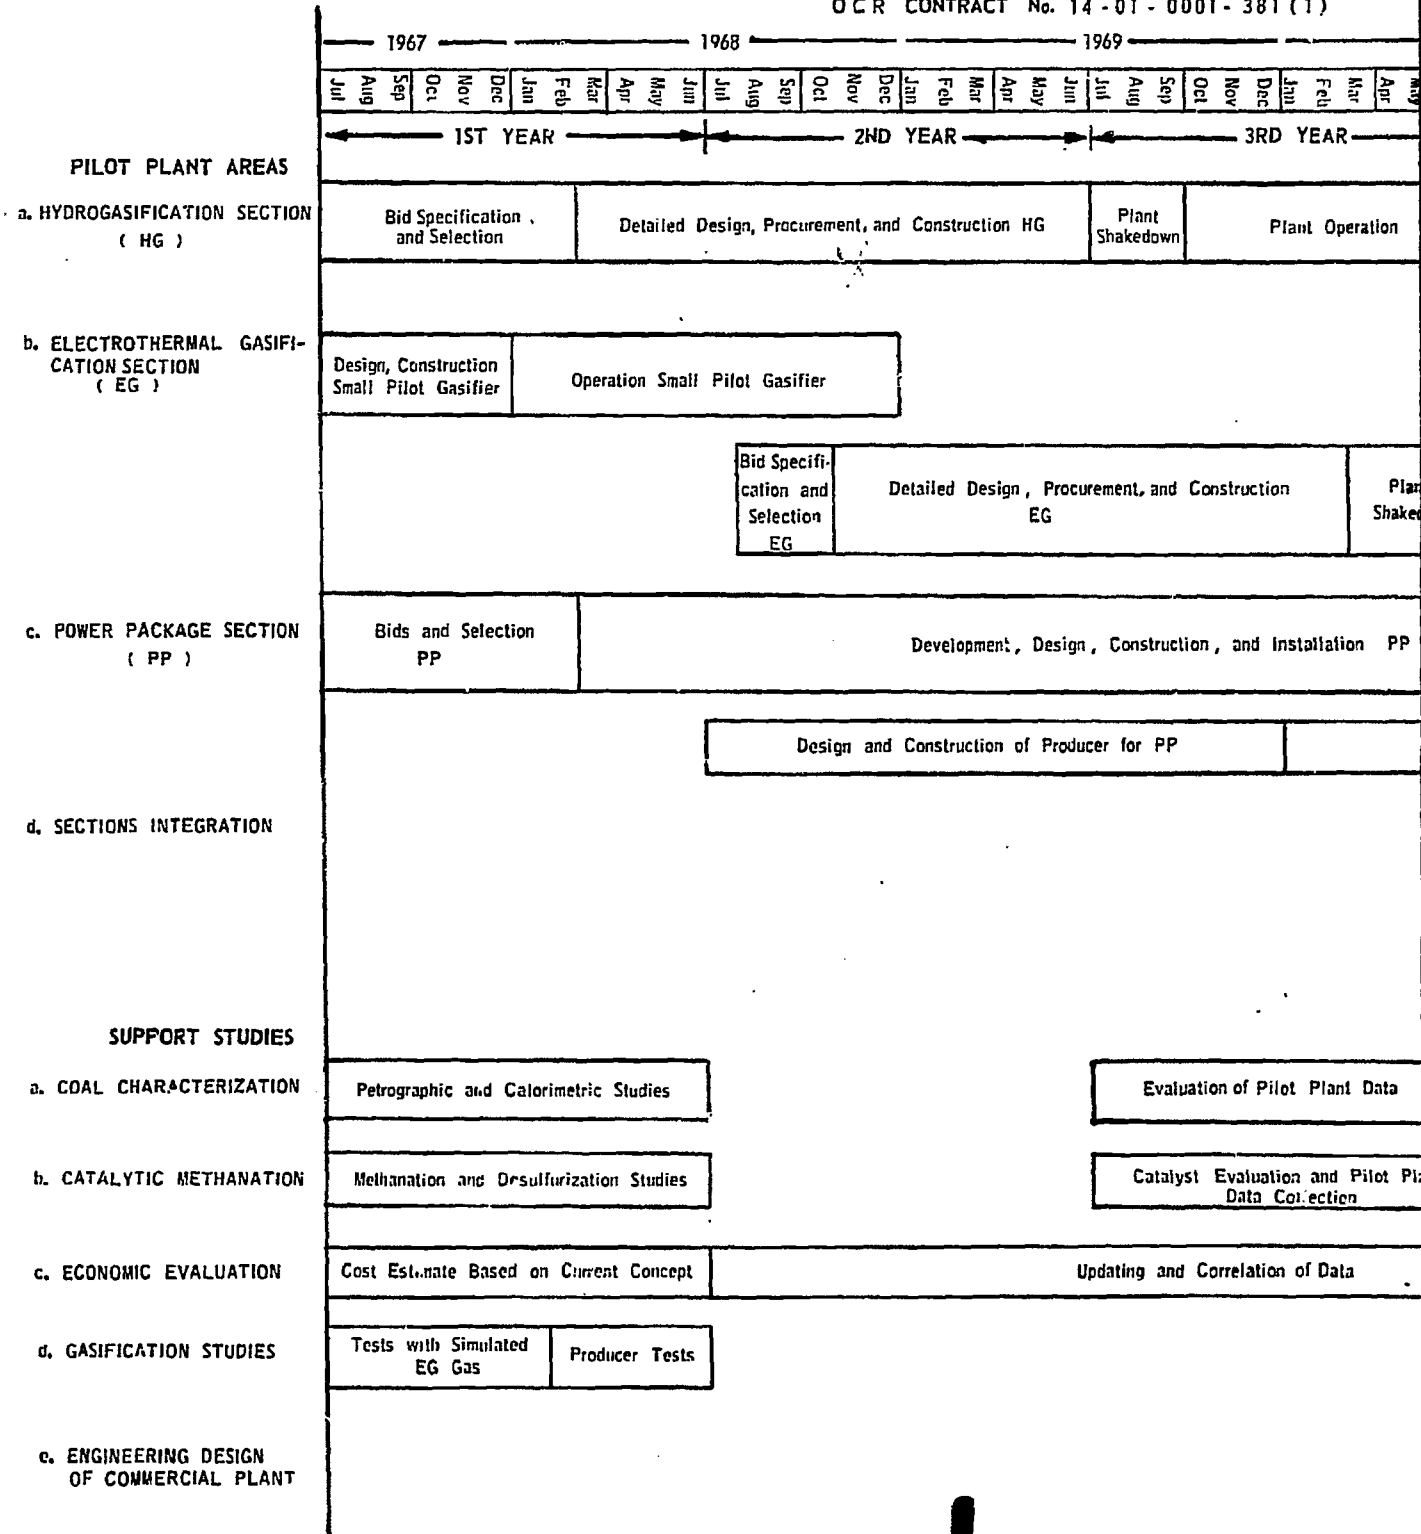 OCR CONTRACT No. 14-01-0001-381(1)
1967 1968 1969
Jul Aug Sep Oct Nov Dec Jan Feb Mar Apr May Jun Jul Aug Sep Oct Nov Dec Jan Feb Mar Apr May Jun Jul Aug Sep Oct Nov Dec Jan Feb Mar Apr May
1ST YEAR 2ND YEAR 3RD YEAR
PILOT PLANT AREAS
a. HYDROGASIFICATION SECTION
( HG )
Bid Specification
and Selection
Detailed Design, Procurement, and Construction HG
Plant
Shakedown
Plant Operation
b. ELECTROTHERMAL GASIFI-
CATION SECTION
( EG )
Design, Construction
Small Pilot Gasifier
Operation Small Pilot Gasifier
Bid Specifi-
cation and
Selection
EG
Detailed Design, Procurement, and Construction
EG
Plan
Shaked
c. POWER PACKAGE SECTION
( PP )
Bids and Selection
PP
Development, Design, Construction, and Installation PP
Design and Construction of Producer for PP
d. SECTIONS INTEGRATION
SUPPORT STUDIES
a. COAL CHARACTERIZATION
Petrographic and Calorimetric Studies
Evaluation of Pilot Plant Data
b. CATALYTIC METHANATION
Methanation and Desulfurization Studies
Catalyst Evaluation and Pilot Pla
Data Collection
c. ECONOMIC EVALUATION
Cost Estimate Based on Current Concept
Updating and Correlation of Data
d. GASIFICATION STUDIES
Tests with Simulated
EG Gas
Producer Tests
e. ENGINEERING DESIGN
OF COMMERCIAL PLANT